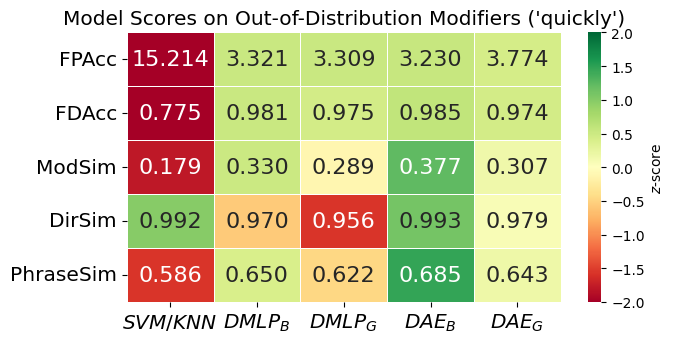 Model Scores on Out-of-Distribution Modifiers ('quickly')
FPAcc 15.214 3.321 3.309 3.230 3.774
FDAcc 0.775 0.981 0.975 0.985 0.974
ModSim 0.179 0.330 0.289 0.377 0.307
DirSim 0.992 0.970 0.956 0.993 0.979
PhraseSim 0.586 0.650 0.622 0.685 0.643
SVM/KNN DMLP_B DMLP_G DAE_B DAE_G
2.0
1.5
1.0
0.5
0.0
−0.5
−1.0
−1.5
−2.0
z-score